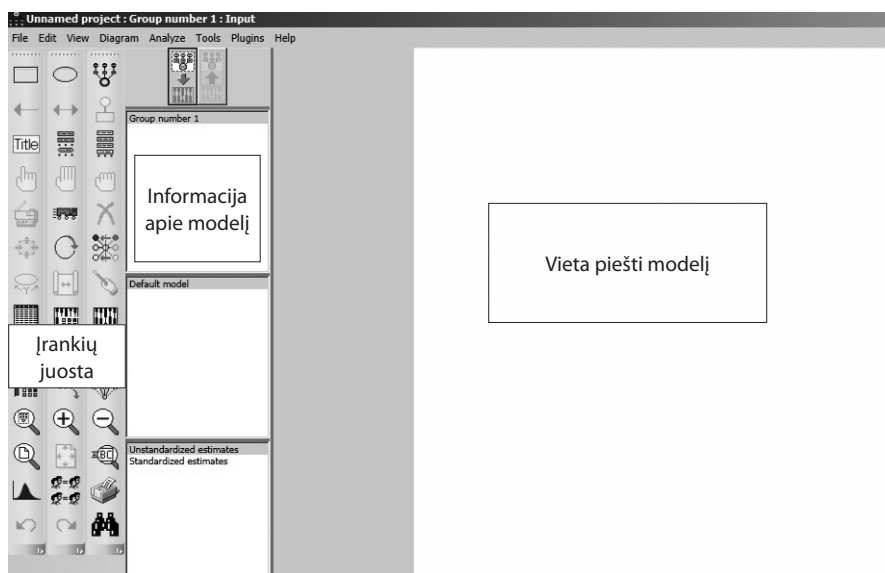 Unnamed project : Group number 1 : Input
File Edit View Diagram Analyze Tools Plugins Help
Title
Group number 1
Informacija
apie modelį
Vieta piešti modelį
Default model
Įrankių
juosta
Unstandardized estimates
Standardized estimates